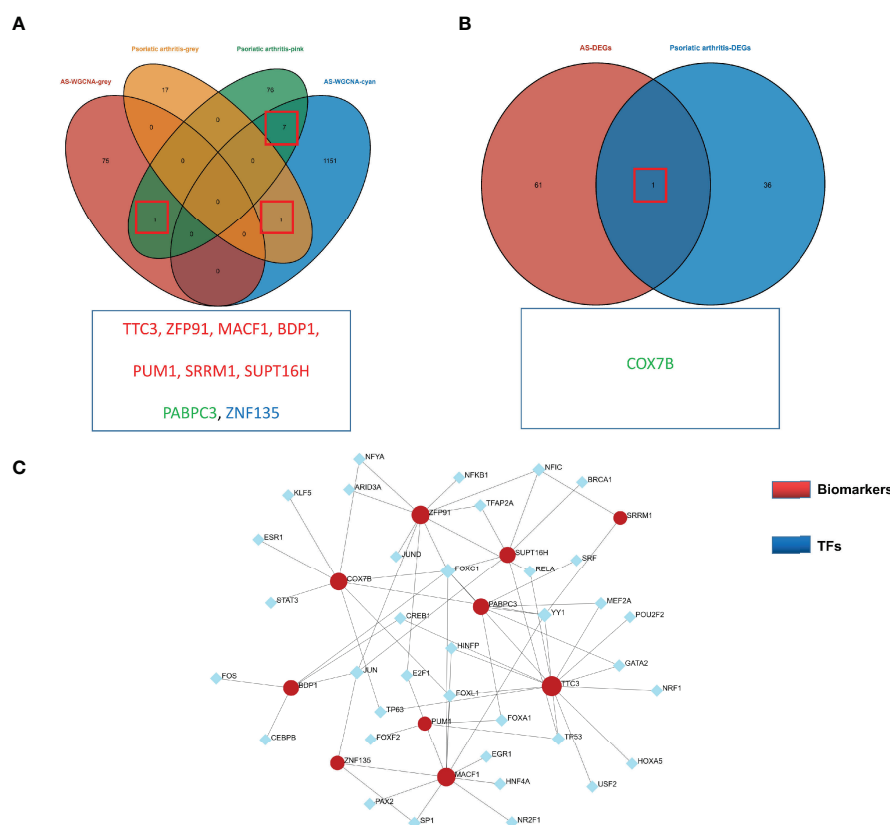 A
Psoriatic arthritis-grey
Psoriatic arthritis-pink
AS-WGCNA-grey
AS-WGCNA-cyan
17
76
0
0
7
75
0
0
1151
0
1
1
0
0
0
TTC3, ZFP91, MACF1, BDP1,
PUM1, SRRM1, SUPT16H
PABPC3, ZNF135
B
AS-DEGs
Psoriatic arthritis-DEGs
61
1
36
COX7B
C
NFYA
NFKB1
NFIC
BRCA1
KLF5
ARID3A
TFAP2A
ZFP91
SRRM1
ESR1
JUND
SUPT16H
SRF
FOXC1
RELA
COX7B
STAT3
PABPC3
MEF2A
CREB1
YY1
POU2F2
HINFP
JUN
E2F1
GATA2
FOS
BDP1
FOXL1
TTC3
NRF1
TP63
PUM1
FOXA1
CEBPB
FOXF2
TP53
ZNF135
EGR1
HOXA5
MACF1
HNF4A
USF2
PAX2
SP1
NR2F1
Biomarkers
TFs